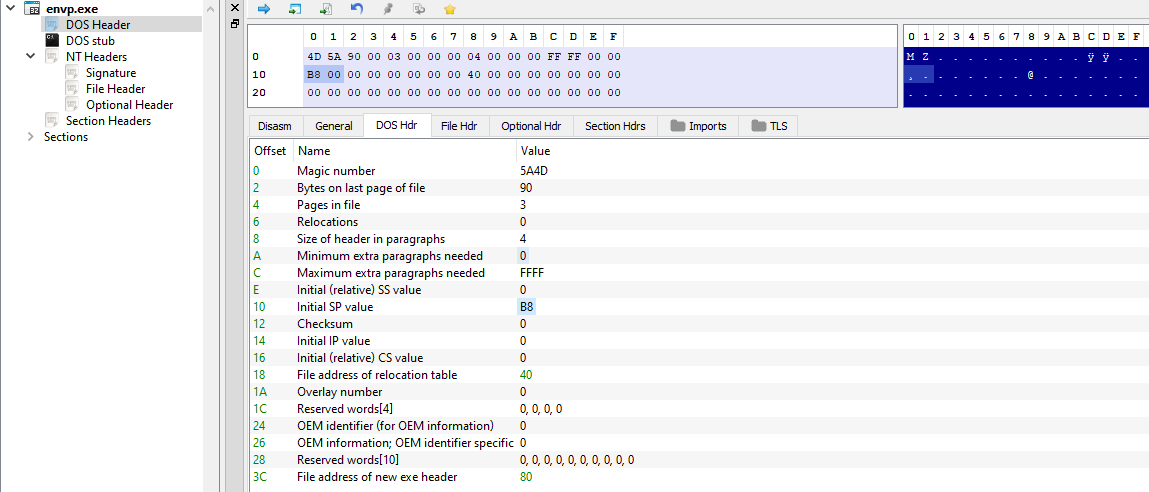 envp.exe
DOS Header
DOS stub
NT Headers
Signature
File Header
Optional Header
Section Headers
Sections
0 1 2 3 4 5 6 7 8 9 A B C D E F
0 4D 5A 90 00 03 00 00 00 04 00 00 00 FF FF 00 00
10 B8 00 00 00 00 00 00 00 40 00 00 00 00 00 00 00
20 00 00 00 00 00 00 00 00 00 00 00 00 00 00 00 00
0 1 2 3 4 5 6 7 8 9 A B C D E F
M Z . . . . . . . . . . ÿ ÿ . .
¸ . . . . . . . @ . . . . . . .
. . . . . . . . . . . . . . . .
Disasm General DOS Hdr File Hdr Optional Hdr Section Hdrs Imports TLS
Offset Name Value
0 Magic number 5A4D
2 Bytes on last page of file 90
4 Pages in file 3
6 Relocations 0
8 Size of header in paragraphs 4
A Minimum extra paragraphs needed 0
C Maximum extra paragraphs needed FFFF
E Initial (relative) SS value 0
10 Initial SP value B8
12 Checksum 0
14 Initial IP value 0
16 Initial (relative) CS value 0
18 File address of relocation table 40
1A Overlay number 0
1C Reserved words[4] 0, 0, 0, 0
24 OEM identifier (for OEM information) 0
26 OEM information; OEM identifier specific 0
28 Reserved words[10] 0, 0, 0, 0, 0, 0, 0, 0, 0, 0
3C File address of new exe header 80